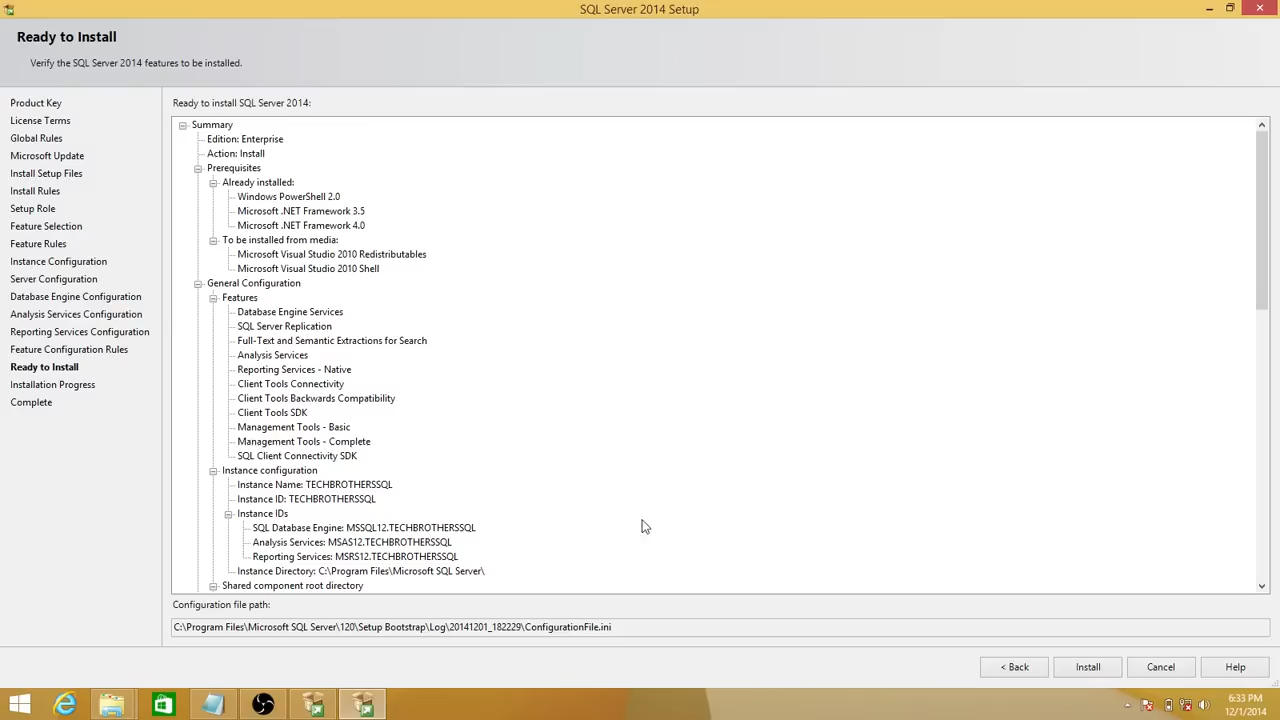 SQL Server 2014 Setup
Ready to Install
Verify the SQL Server 2014 features to be installed.
Product Key
License Terms
Global Rules
Microsoft Update
Install Setup Files
Install Rules
Setup Role
Feature Selection
Feature Rules
Instance Configuration
Server Configuration
Database Engine Configuration
Analysis Services Configuration
Reporting Services Configuration
Feature Configuration Rules
Ready to Install
Installation Progress
Complete
Ready to install SQL Server 2014:
Summary
Edition: Enterprise
Action: Install
Prerequisites
Already installed:
Windows PowerShell 2.0
Microsoft .NET Framework 3.5
Microsoft .NET Framework 4.0
To be installed from media:
Microsoft Visual Studio 2010 Redistributables
Microsoft Visual Studio 2010 Shell
General Configuration
Features
Database Engine Services
SQL Server Replication
Full-Text and Semantic Extractions for Search
Analysis Services
Reporting Services - Native
Client Tools Connectivity
Client Tools Backwards Compatibility
Client Tools SDK
Management Tools - Basic
Management Tools - Complete
SQL Client Connectivity SDK
Instance configuration
Instance Name: TECHBROTHERSSQL
Instance ID: TECHBROTHERSSQL
Instance IDs
SQL Database Engine: MSSQL12.TECHBROTHERSSQL
Analysis Services: MSAS12.TECHBROTHERSSQL
Reporting Services: MSRS12.TECHBROTHERSSQL
Instance Directory: C:\Program Files\Microsoft SQL Server\
Shared component root directory
Configuration file path:
C:\Program Files\Microsoft SQL Server\120\Setup Bootstrap\Log\20141201_182229\ConfigurationFile.ini
< Back
Install
Cancel
Help
6:33 PM
12/1/2014